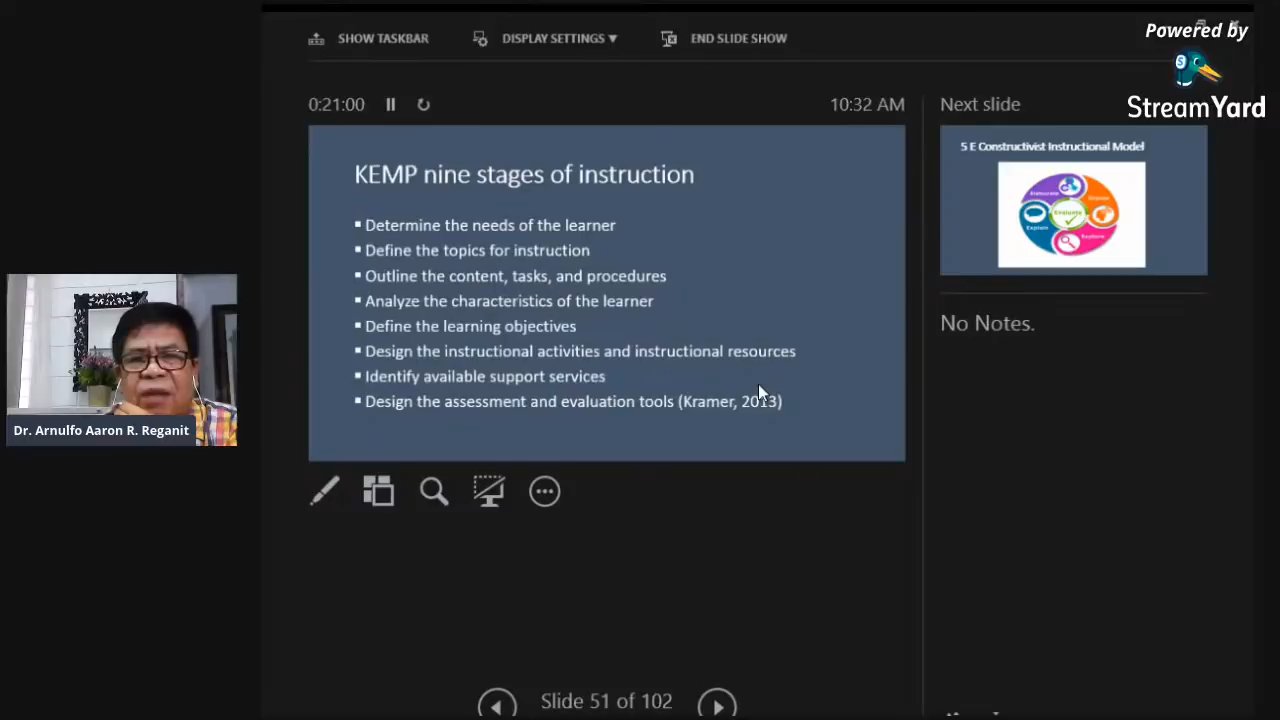 SHOW TASKBAR
DISPLAY SETTINGS ▼
END SLIDE SHOW
Powered by
StreamYard
0:21:00
10:32 AM
Next slide
KEMP nine stages of instruction
▪ Determine the needs of the learner
▪ Define the topics for instruction
▪ Outline the content, tasks, and procedures
▪ Analyze the characteristics of the learner
▪ Define the learning objectives
▪ Design the instructional activities and instructional resources
▪ Identify available support services
▪ Design the assessment and evaluation tools (Kramer, 2013)
5 E Constructivist Instructional Model
Evaluate
Explain
No Notes.
Dr. Arnulfo Aaron R. Reganit
Slide 51 of 102